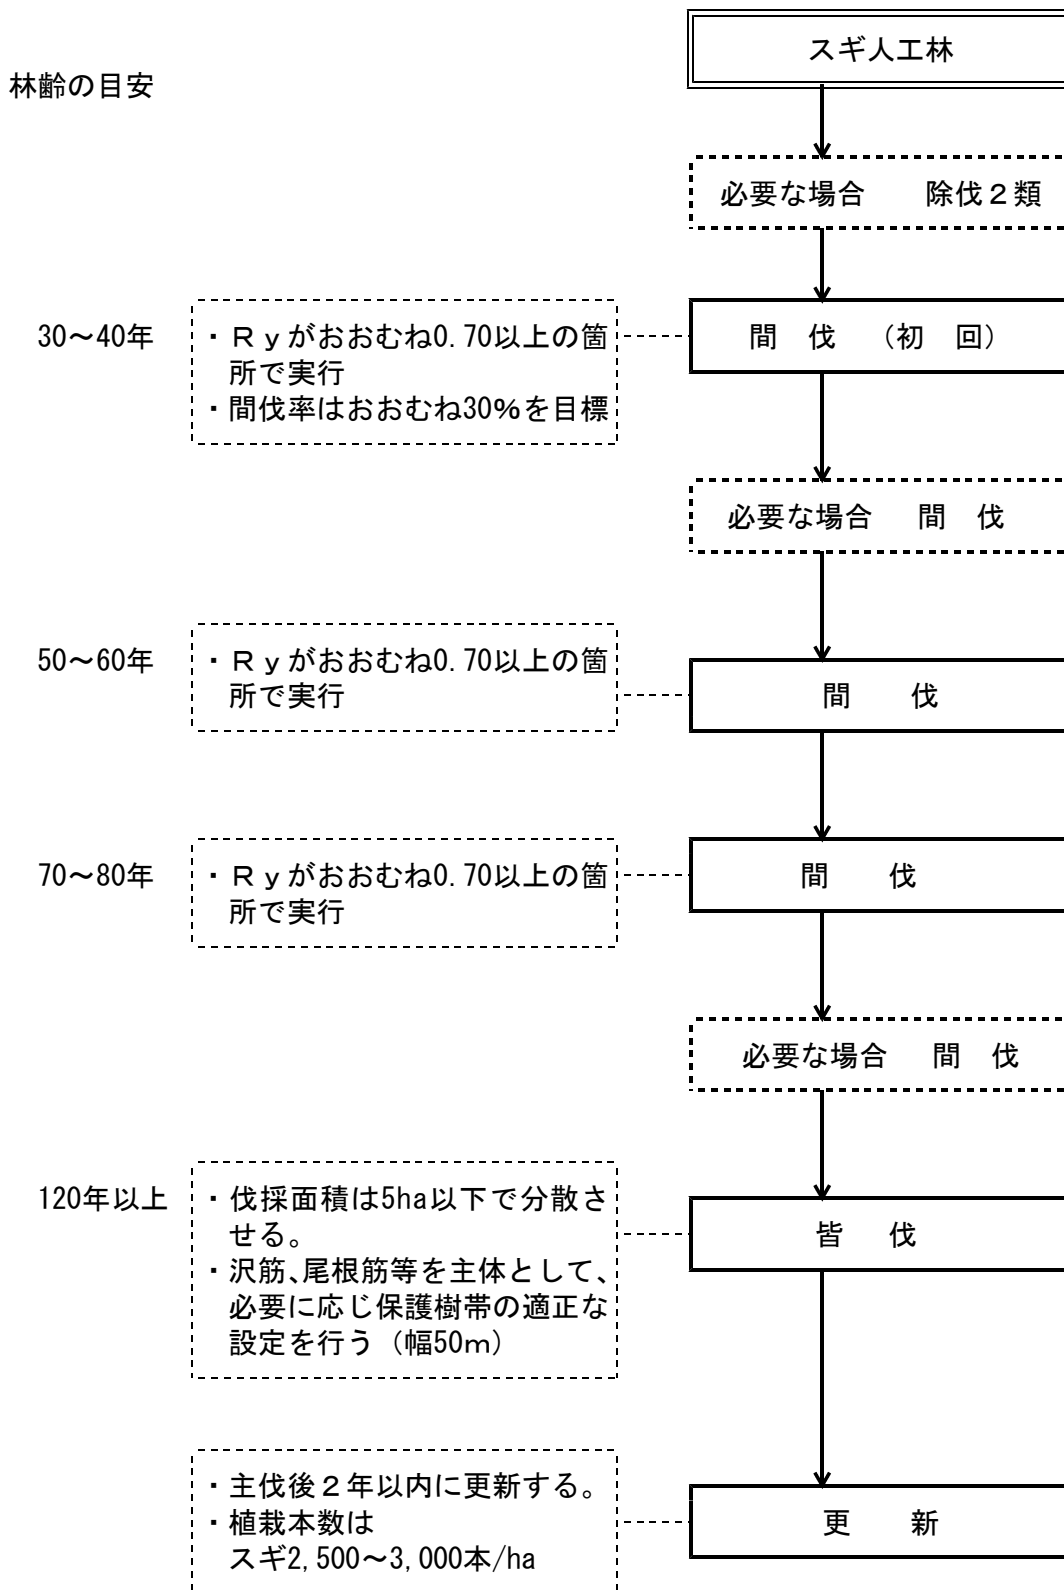 スギ人工林
林齢の目安
必要な場合　　除伐２類
30～40年
・Ｒｙがおおむね0.70以上の箇
所で実行
・間伐率はおおむね30％を目標
間　伐　（初　回）
必要な場合　間　伐
50～60年
・Ｒｙがおおむね0.70以上の箇
所で実行
間　　伐
70～80年
・Ｒｙがおおむね0.70以上の箇
所で実行
間　　伐
必要な場合　間　伐
120年以上
・伐採面積は5ha以下で分散さ
せる。
・沢筋、尾根筋等を主体として、
必要に応じ保護樹帯の適正な
設定を行う（幅50ｍ）
皆　伐
・主伐後２年以内に更新する。
・植栽本数は
スギ2,500～3,000本/ha
更　　新